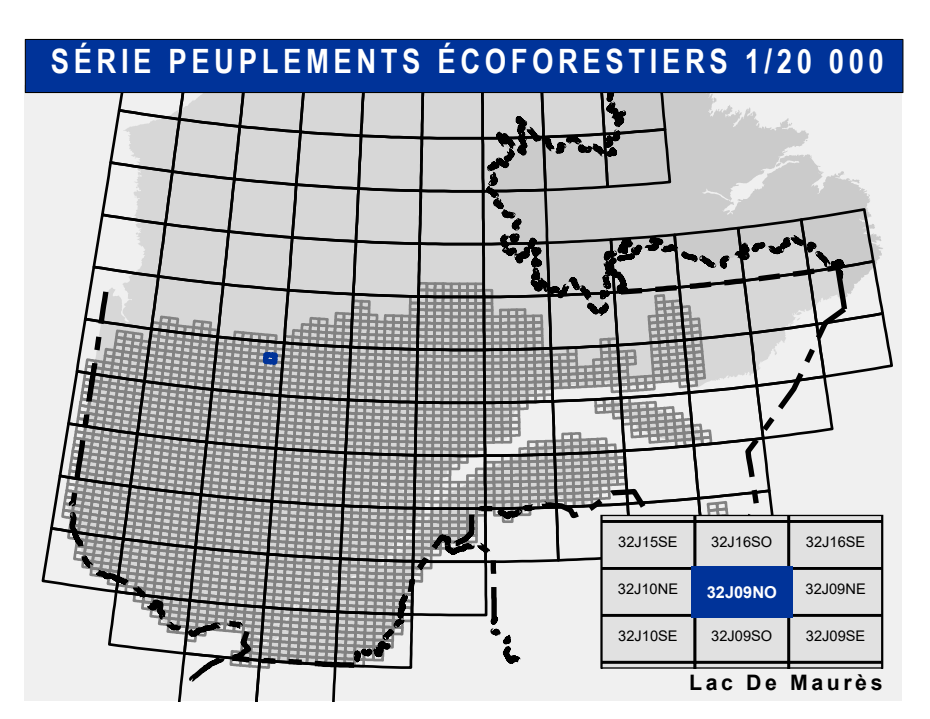 SÉRIE PEUPLEMENTS ÉCOFORESTIERS 1/20 000
32J15SE 32J16SO 32J16SE
32J10NE 32J09NO 32J09NE
32J10SE 32J09SO 32J09SE
Lac De Maurès